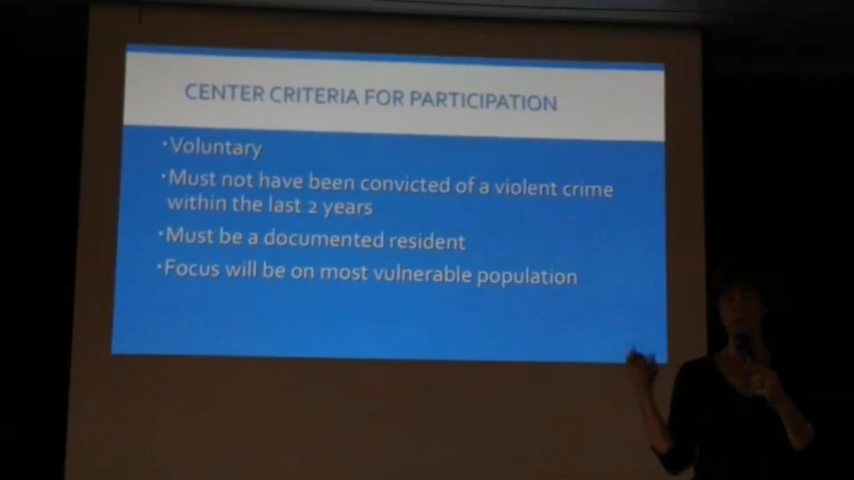 CENTER CRITERIA FOR PARTICIPATION
•Voluntary
•Must not have been convicted of a violent crime
within the last 2 years
•Must be a documented resident
•Focus will be on most vulnerable population